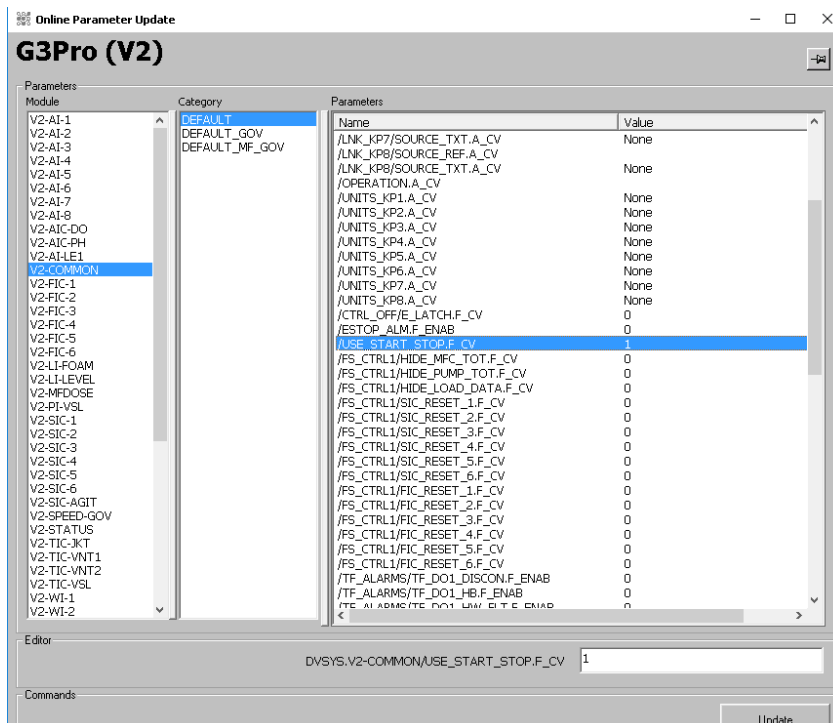 Online Parameter Update
G3Pro (V2)
Parameters
Module
V2-AI-1
V2-AI-2
V2-AI-3
V2-AI-4
V2-AI-5
V2-AI-6
V2-AI-7
V2-AI-8
V2-AIC-DO
V2-AIC-PH
V2-AI-LE1
V2-COMMON
V2-FIC-1
V2-FIC-2
V2-FIC-3
V2-FIC-4
V2-FIC-5
V2-FIC-6
V2-LI-FOAM
V2-LI-LEVEL
V2-MFDOSE
V2-PI-VSL
V2-SIC-1
V2-SIC-2
V2-SIC-3
V2-SIC-4
V2-SIC-5
V2-SIC-6
V2-SIC-AGIT
V2-SPEED-GOV
V2-STATUS
V2-TIC-JKT
V2-TIC-VNT1
V2-TIC-VNT2
V2-TIC-VSL
V2-WI-1
V2-WI-2
Category
DEFAULT
DEFAULT_GOV
DEFAULT_MF_GOV
Parameters
Name Value
/LNK_KP7/SOURCE_TXT.A_CV None
/LNK_KP8/SOURCE_REF.A_CV
/LNK_KP8/SOURCE_TXT.A_CV None
/OPERATION.A_CV
/UNITS_KP1.A_CV None
/UNITS_KP2.A_CV None
/UNITS_KP3.A_CV None
/UNITS_KP4.A_CV None
/UNITS_KP5.A_CV None
/UNITS_KP6.A_CV None
/UNITS_KP7.A_CV None
/UNITS_KP8.A_CV None
/CTRL_OFF/E_LATCH.F_CV 0
/ESTOP_ALM.F_ENAB 0
/USE_START_STOP.F_CV 1
/FS_CTRL1/HIDE_MFC_TOT.F_CV 0
/FS_CTRL1/HIDE_PUMP_TOT.F_CV 0
/FS_CTRL1/HIDE_LOAD_DATA.F_CV 0
/FS_CTRL1/SIC_RESET_1.F_CV 0
/FS_CTRL1/SIC_RESET_2.F_CV 0
/FS_CTRL1/SIC_RESET_3.F_CV 0
/FS_CTRL1/SIC_RESET_4.F_CV 0
/FS_CTRL1/SIC_RESET_5.F_CV 0
/FS_CTRL1/SIC_RESET_6.F_CV 0
/FS_CTRL1/FIC_RESET_1.F_CV 0
/FS_CTRL1/FIC_RESET_2.F_CV 0
/FS_CTRL1/FIC_RESET_3.F_CV 0
/FS_CTRL1/FIC_RESET_4.F_CV 0
/FS_CTRL1/FIC_RESET_5.F_CV 0
/FS_CTRL1/FIC_RESET_6.F_CV 0
/TF_ALARMS/TF_DO1_DISCON.F_ENAB 0
/TF_ALARMS/TF_DO1_HB.F_ENAB 0
/TF_ALARMS/TF_DO1_HW_FLT.F_ENAB 0
Editor
DVSYS.V2-COMMON/USE_START_STOP.F_CV 1
Commands
Update